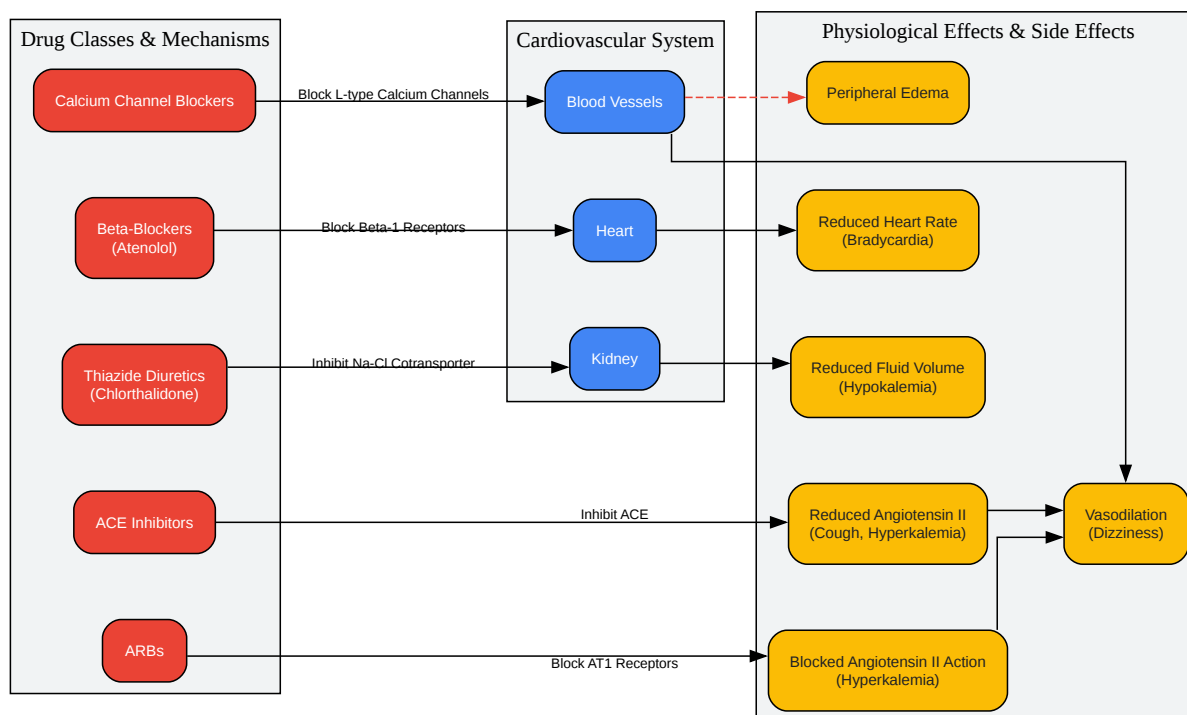 Drug Classes & Mechanisms
Cardiovascular System
Physiological Effects & Side Effects
Calcium Channel Blockers
Block L-type Calcium Channels
Blood Vessels
Peripheral Edema
Beta-Blockers
(Atenolol)
Block Beta-1 Receptors
Heart
Reduced Heart Rate
(Bradycardia)
Thiazide Diuretics
(Chlorthalidone)
Inhibit Na-Cl Cotransporter
Kidney
Reduced Fluid Volume
(Hypokalemia)
ACE Inhibitors
Inhibit ACE
Reduced Angiotensin II
(Cough, Hyperkalemia)
Vasodilation
(Dizziness)
ARBs
Block AT1 Receptors
Blocked Angiotensin II Action
(Hyperkalemia)